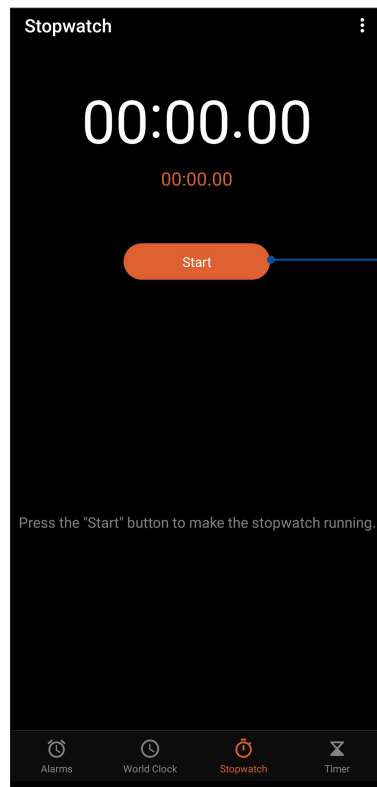 Stopwatch
00:00.00
00:00.00
Start
Press the "Start" button to make the stopwatch running.
Alarms World Clock Stopwatch Timer